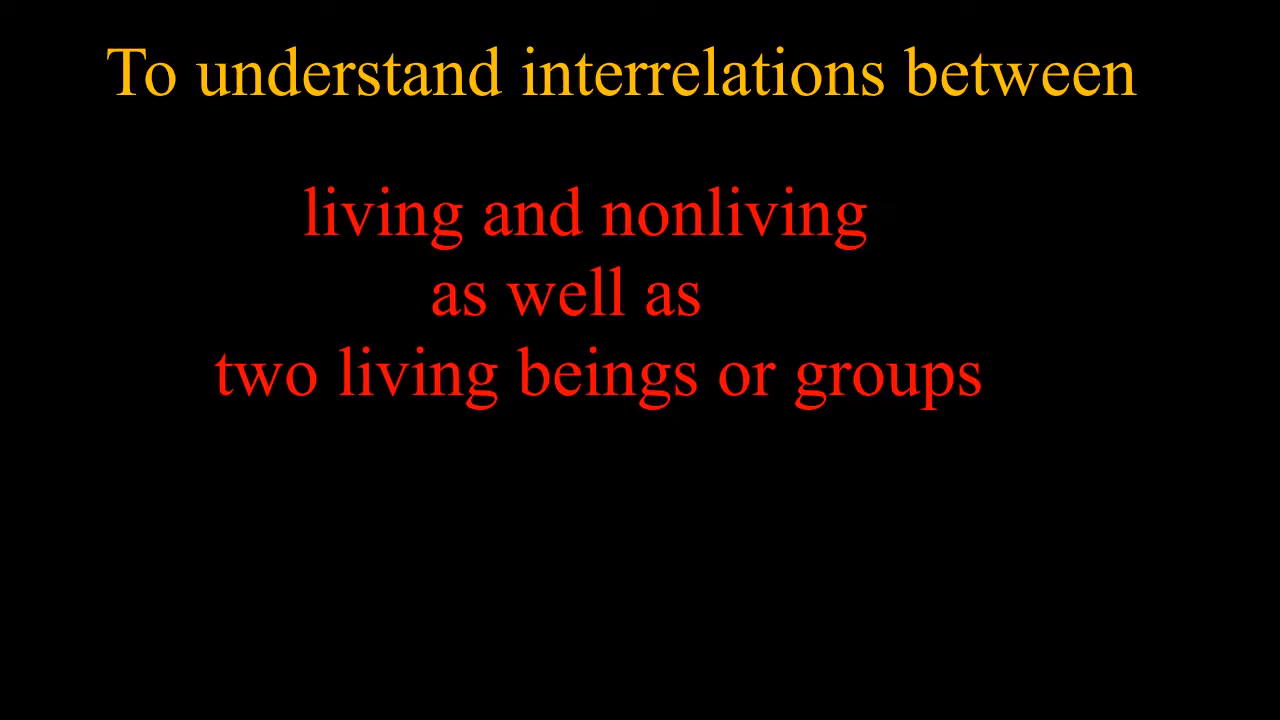 To understand interrelations between
living and nonliving
as well as
two living beings or groups